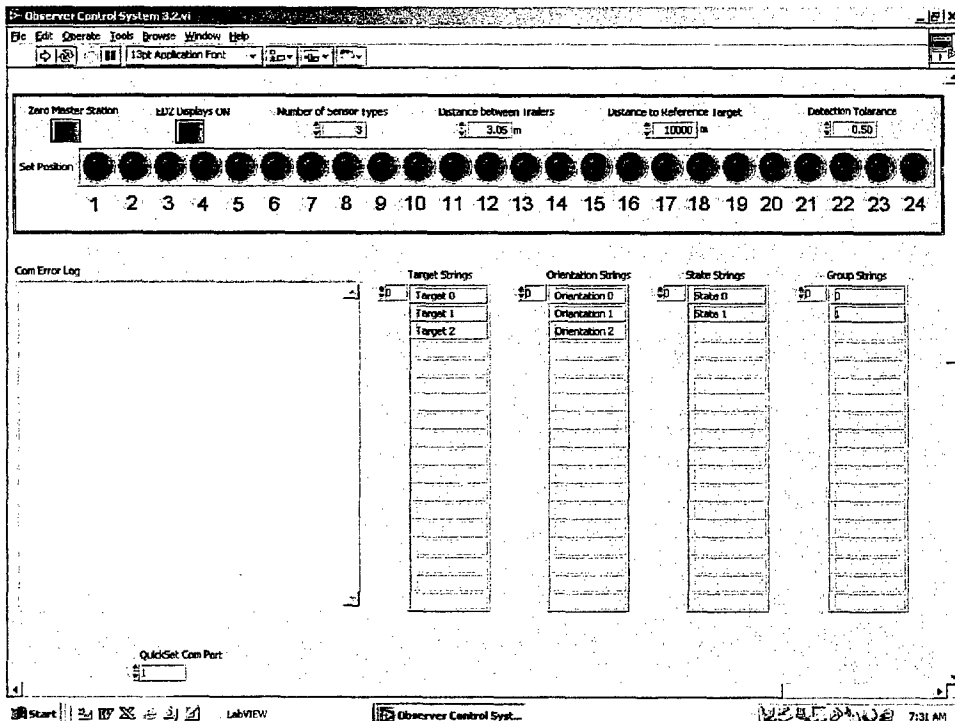 Observer Control System 3.2.vi
File Edit Operate Tools Browse Window Help
13pt Application Font
Zero Master Station EDZ Displays ON Number of Sensor Types Distance between Trailers Distance to Reference Target Detection Tolarance
3 3.05 m 10000 m 0.50
Set Position
1 2 3 4 5 6 7 8 9 10 11 12 13 14 15 16 17 18 19 20 21 22 23 24
Com Error Log Target Strings Orientation Strings State Strings Group Strings
0 Target 0 0 Orientation 0 0 State 0 0 0
Target 1 Orientation 1 State 1 1
Target 2 Orientation 2
QuickSet Com Port
1
Start LabVIEW Observer Control Syst... 7:31 AM